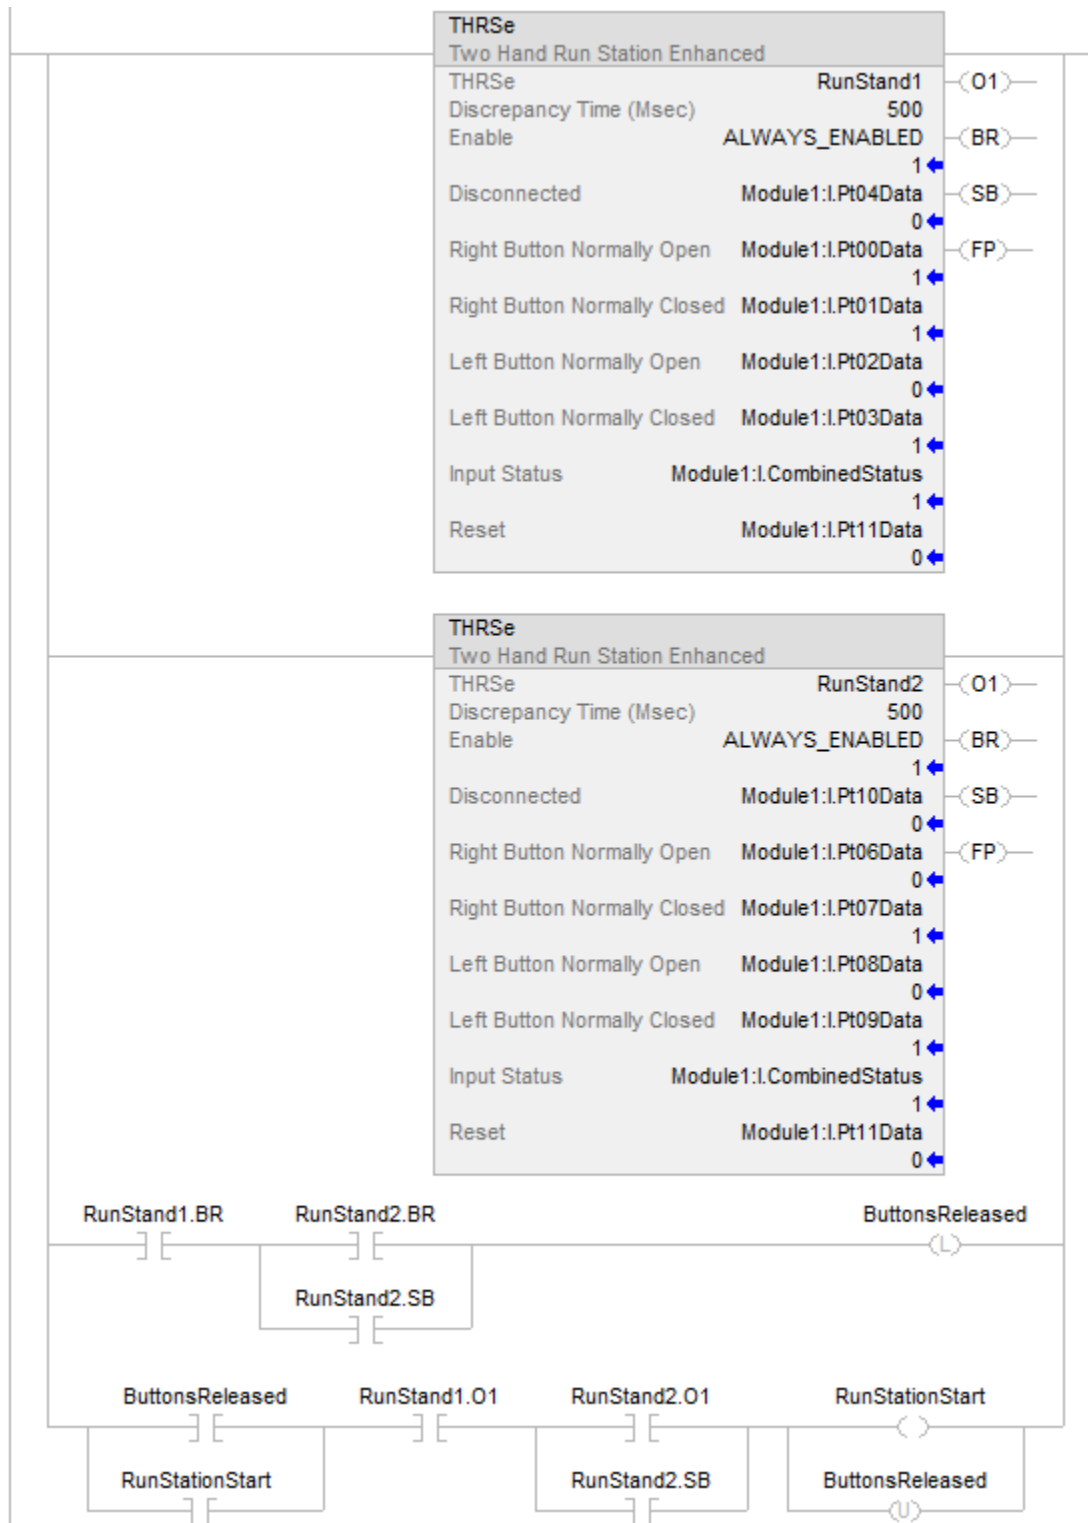 THRSe
Two Hand Run Station Enhanced
THRSe RunStand1 O1
Discrepancy Time (Msec) 500
Enable ALWAYS_ENABLED BR
1
Disconnected Module1:I.Pt04Data SB
0
Right Button Normally Open Module1:I.Pt00Data FP
1
Right Button Normally Closed Module1:I.Pt01Data
1
Left Button Normally Open Module1:I.Pt02Data
0
Left Button Normally Closed Module1:I.Pt03Data
1
Input Status Module1:I.CombinedStatus
1
Reset Module1:I.Pt11Data
0
THRSe
Two Hand Run Station Enhanced
THRSe RunStand2 O1
Discrepancy Time (Msec) 500
Enable ALWAYS_ENABLED BR
1
Disconnected Module1:I.Pt10Data SB
0
Right Button Normally Open Module1:I.Pt06Data FP
0
Right Button Normally Closed Module1:I.Pt07Data
1
Left Button Normally Open Module1:I.Pt08Data
0
Left Button Normally Closed Module1:I.Pt09Data
1
Input Status Module1:I.CombinedStatus
1
Reset Module1:I.Pt11Data
0
RunStand1.BR RunStand2.BR ButtonsReleased
L
RunStand2.SB
ButtonsReleased RunStand1.O1 RunStand2.O1 RunStationStart
RunStationStart RunStand2.SB ButtonsReleased
U